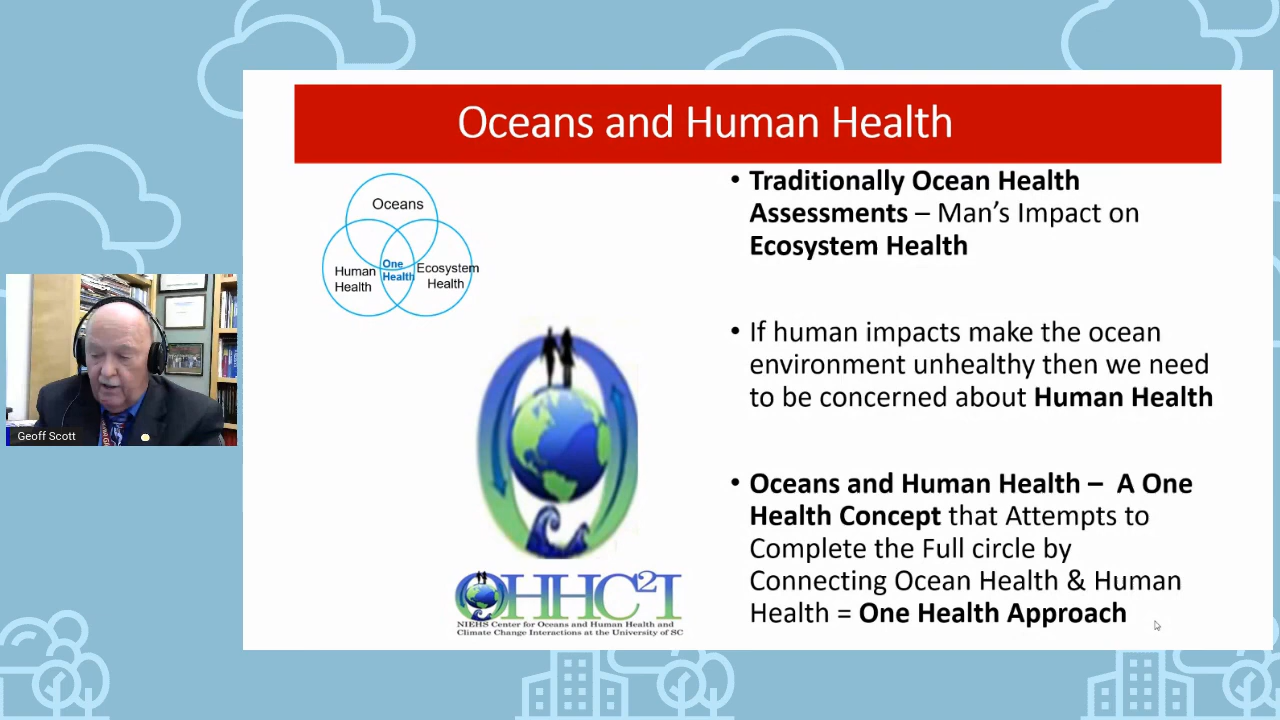 Oceans and Human Health
Oceans
Human
Health
One
Health
Ecosystem
Health
• Traditionally Ocean Health
Assessments – Man’s Impact on
Ecosystem Health
• If human impacts make the ocean
environment unhealthy then we need
to be concerned about Human Health
• Oceans and Human Health – A One
Health Concept that Attempts to
Complete the Full circle by
Connecting Ocean Health & Human
Health = One Health Approach
OHHC2I
NIEHS Center for Oceans and Human Health and
Climate Change Interactions at the University of SC
Geoff Scott